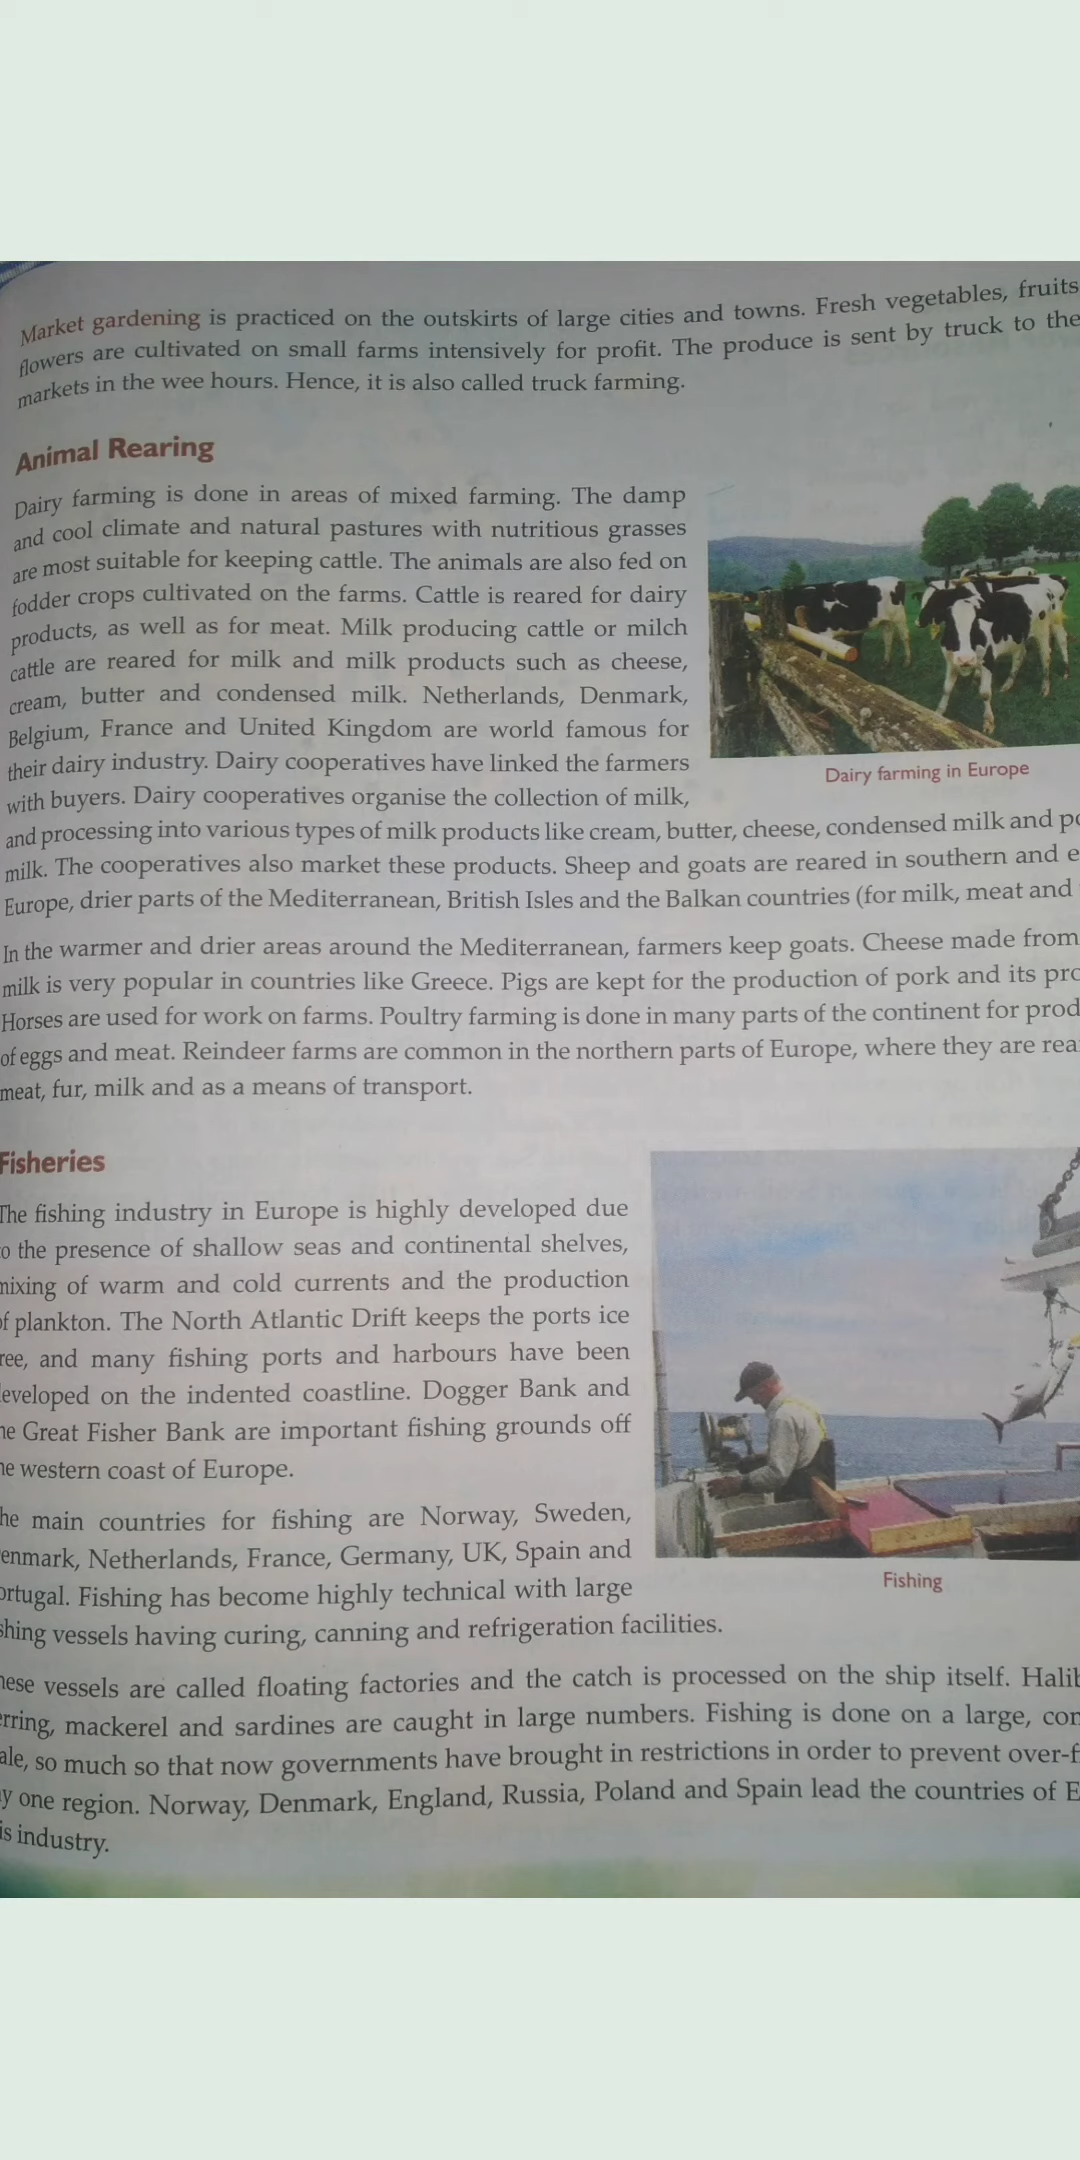 Market gardening is practiced on the outskirts of large cities and towns. Fresh vegetables, fruits
flowers are cultivated on small farms intensively for profit. The produce is sent by truck to the
markets in the wee hours. Hence, it is also called truck farming.
Animal Rearing
Dairy farming is done in areas of mixed farming. The damp
and cool climate and natural pastures with nutritious grasses
are most suitable for keeping cattle. The animals are also fed on
fodder crops cultivated on the farms. Cattle is reared for dairy
products, as well as for meat. Milk producing cattle or milch
cattle are reared for milk and milk products such as cheese,
cream, butter and condensed milk. Netherlands, Denmark,
Belgium, France and United Kingdom are world famous for
their dairy industry. Dairy cooperatives have linked the farmers
with buyers. Dairy cooperatives organise the collection of milk,
Dairy farming in Europe
and processing into various types of milk products like cream, butter, cheese, condensed milk and
milk. The cooperatives also market these products. Sheep and goats are reared in southern and
Europe, drier parts of the Mediterranean, British Isles and the Balkan countries (for milk, meat and
In the warmer and drier areas around the Mediterranean, farmers keep goats. Cheese made from
milk is very popular in countries like Greece. Pigs are kept for the production of pork and its
Horses are used for work on farms. Poultry farming is done in many parts of the continent for
of eggs and meat. Reindeer farms are common in the northern parts of Europe, where they are
meat, fur, milk and as a means of transport.
Fisheries
The fishing industry in Europe is highly developed due
the presence of shallow seas and continental shelves,
of warm and cold currents and the production
plankton. The North Atlantic Drift keeps the ports ice
and many fishing ports and harbours have been
on the indented coastline. Dogger Bank and
Great Fisher Bank are important fishing grounds off
western coast of Europe.
main countries for fishing are Norway, Sweden,
Netherlands, France, Germany, UK, Spain and
Fishing has become highly technical with large
vessels having curing, canning and refrigeration facilities.
Fishing
vessels are called floating factories and the catch is processed on the ship itself.
mackerel and sardines are caught in large numbers. Fishing is done on a large,
so much so that now governments have brought in restrictions in order to prevent
one region. Norway, Denmark, England, Russia, Poland and Spain lead the countries of
industry.